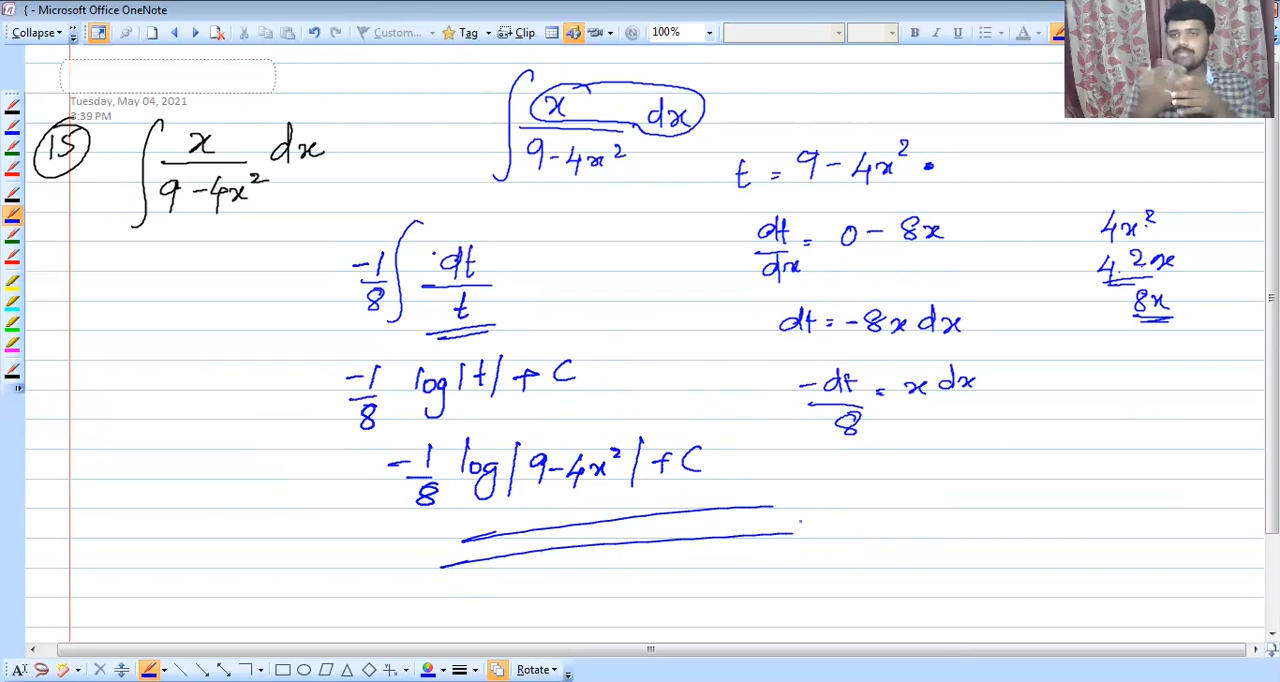 { - Microsoft Office OneNote
Collapse Custom... Tag Clip 100% B I U A
Tuesday, May 04, 2021
3:39 PM
15 ∫ x / (9 - 4x²) dx
∫ x dx / (9 - 4x²)
t = 9 - 4x²
dt/dx = 0 - 8x
4x²
4.2x
8x
dt = -8x dx
-dt/8 = x dx
-1/8 ∫ dt/t
-1/8 log|t| + C
-1/8 log|9-4x²| + C
Rotate